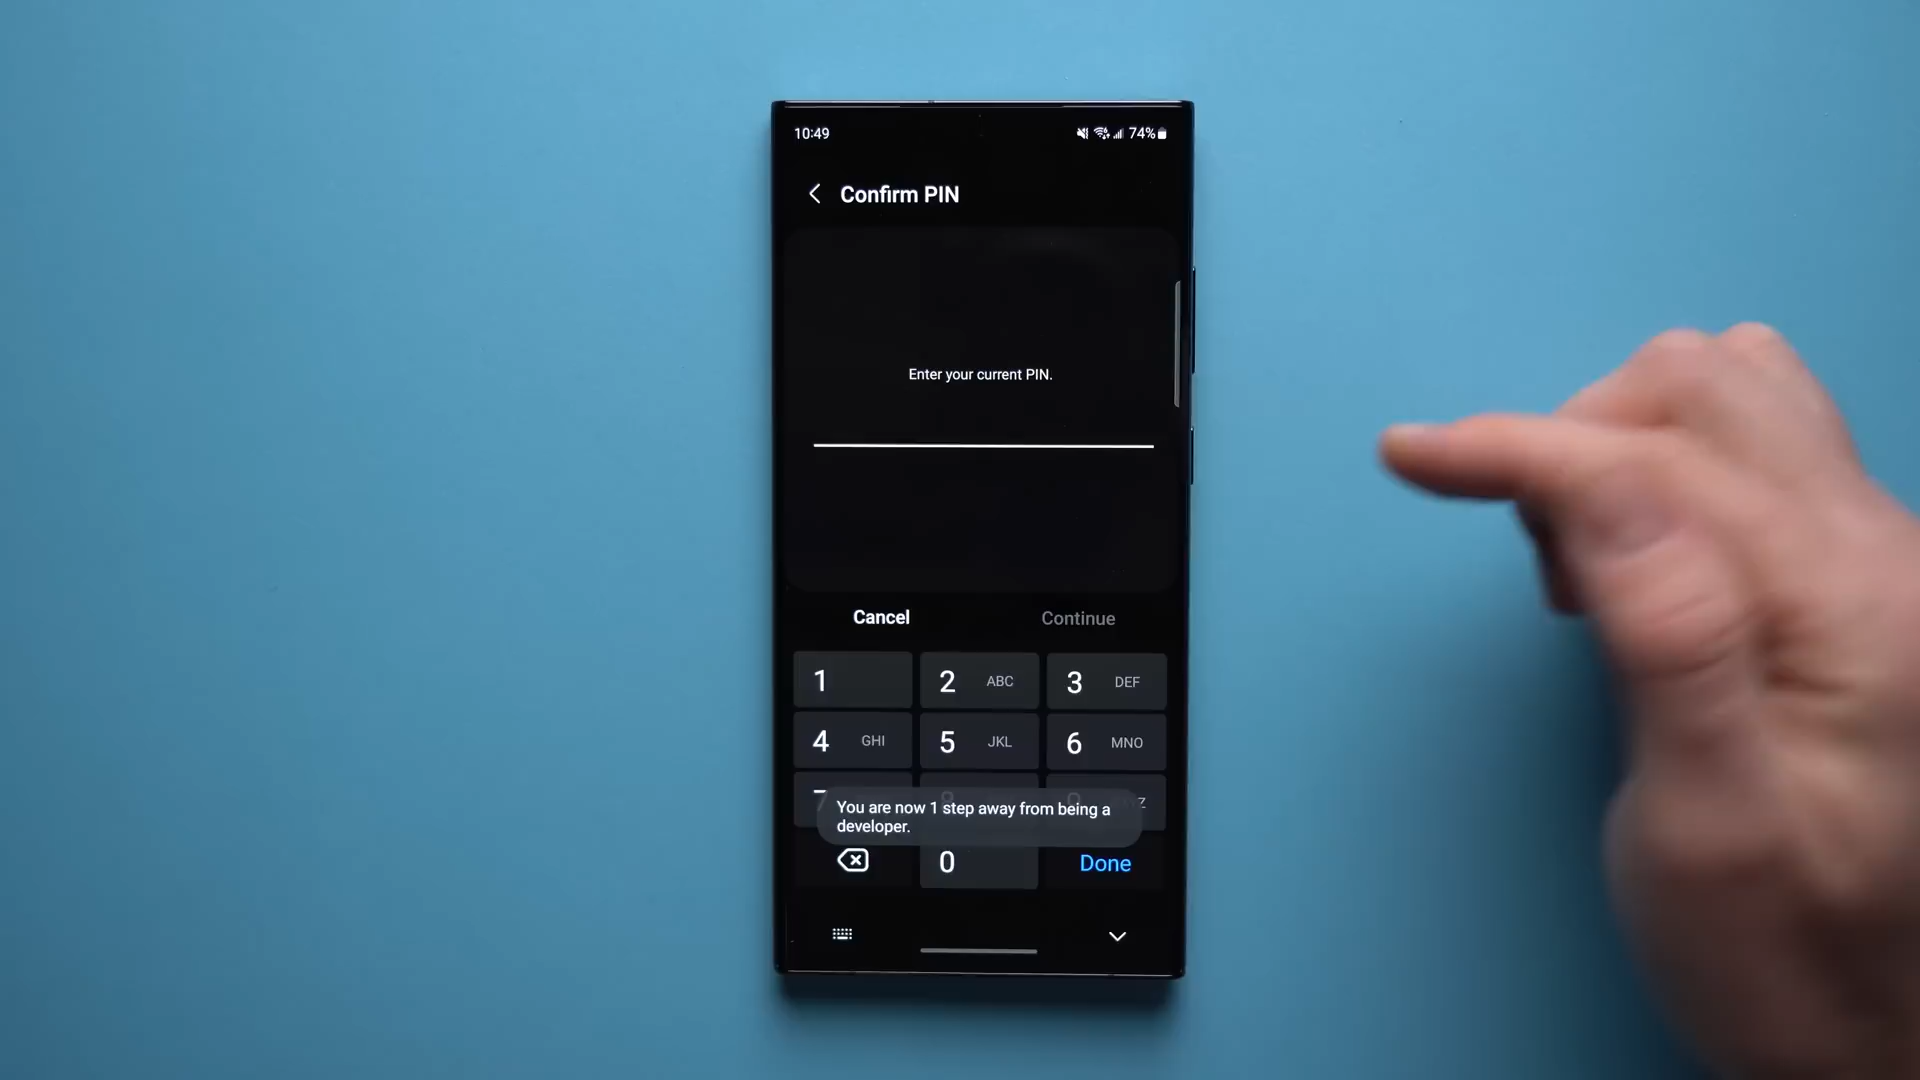 10:49
74%
Confirm PIN
Enter your current PIN.
Cancel
Continue
1
2 ABC
3 DEF
4 GHI
5 JKL
6 MNO
7
You are now 1 step away from being a
developer.
0
Done